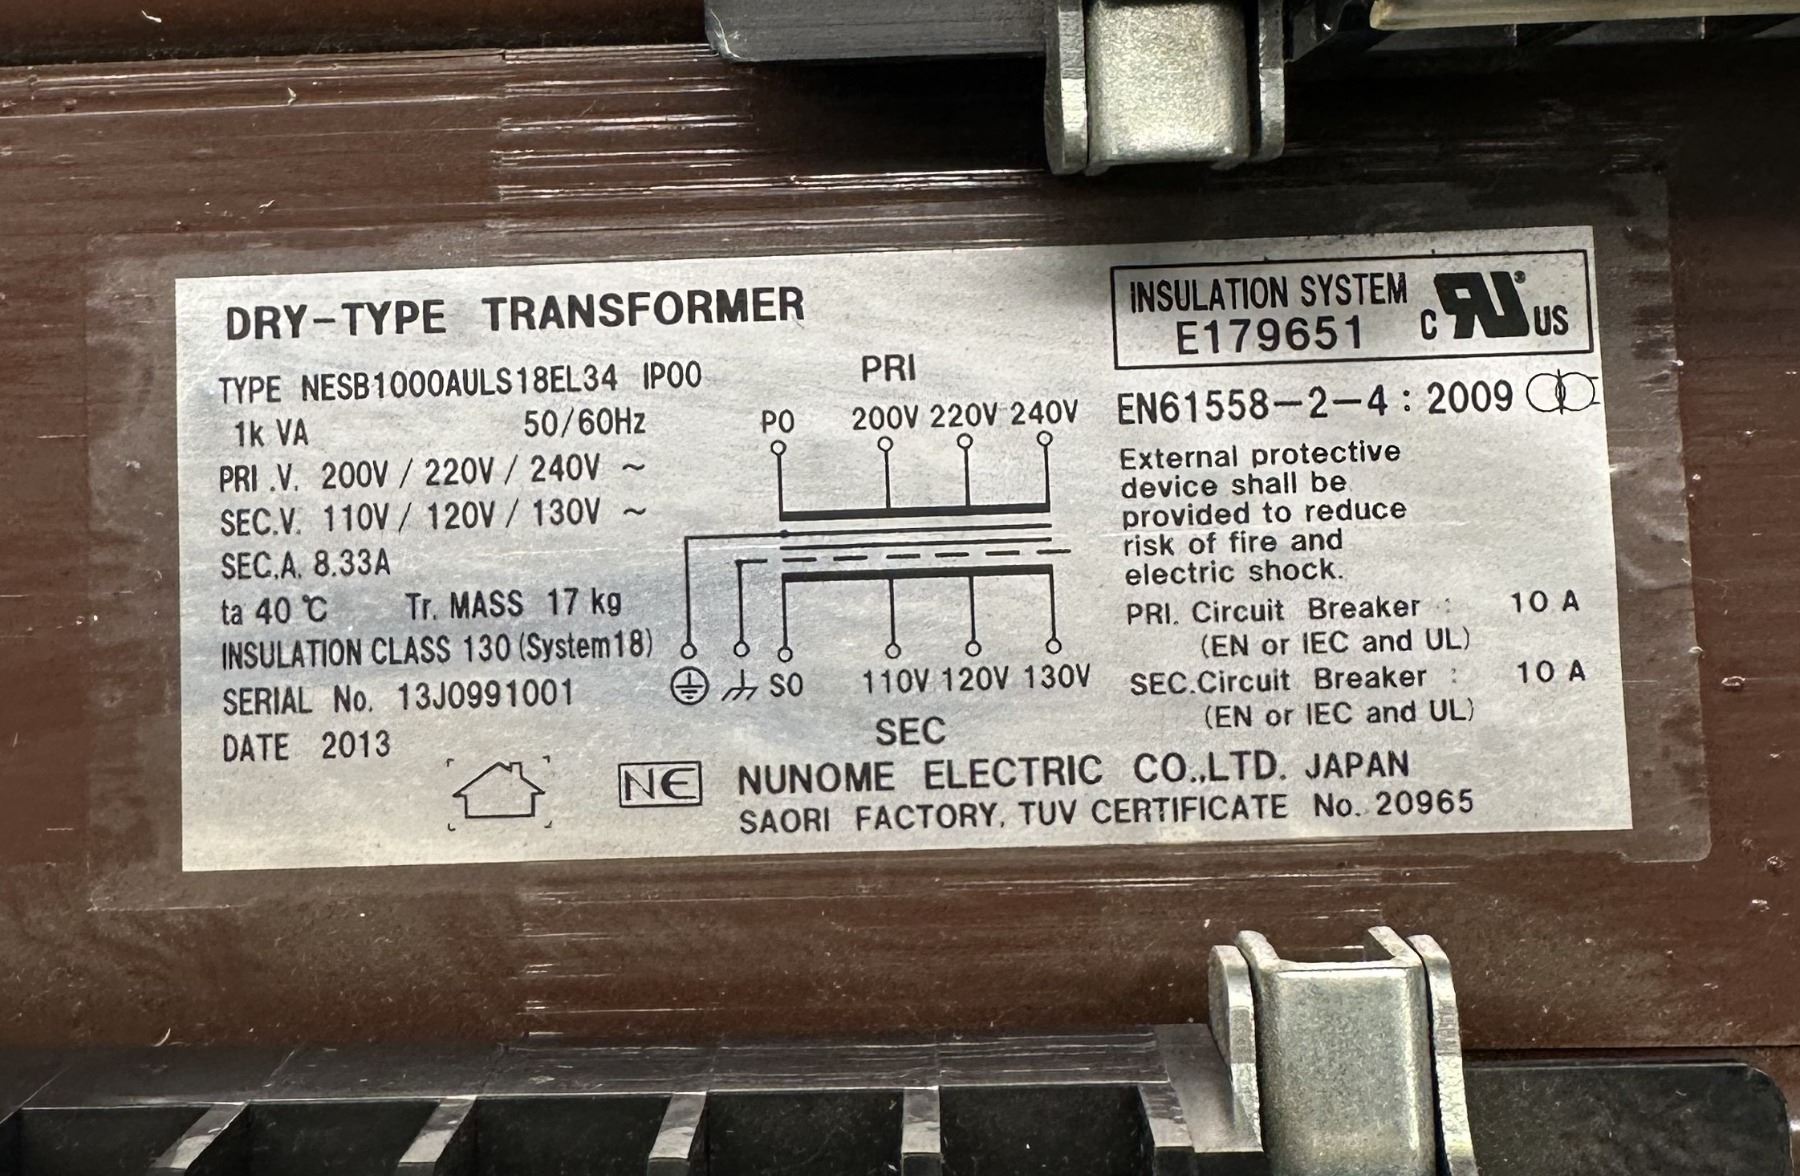 DRY-TYPE TRANSFORMER
TYPE NESB1000AULS18EL34 IP00
1k VA 50/60Hz
PRI .V. 200V / 220V / 240V ~
SEC.V. 110V / 120V / 130V ~
SEC.A. 8.33A
ta 40 ℃ Tr. MASS 17 kg
INSULATION CLASS 130 (System18)
SERIAL No. 13J0991001
DATE 2013
PRI
P0 200V 220V 240V
S0 110V 120V 130V
SEC
INSULATION SYSTEM
E179651
C RU ® US
EN61558-2-4 : 2009
External protective
device shall be
provided to reduce
risk of fire and
electric shock.
PRI. Circuit Breaker : 10 A
(EN or IEC and UL)
SEC.Circuit Breaker : 10 A
(EN or IEC and UL)
NE NUNOME ELECTRIC CO.,LTD. JAPAN
SAORI FACTORY, TUV CERTIFICATE No. 20965